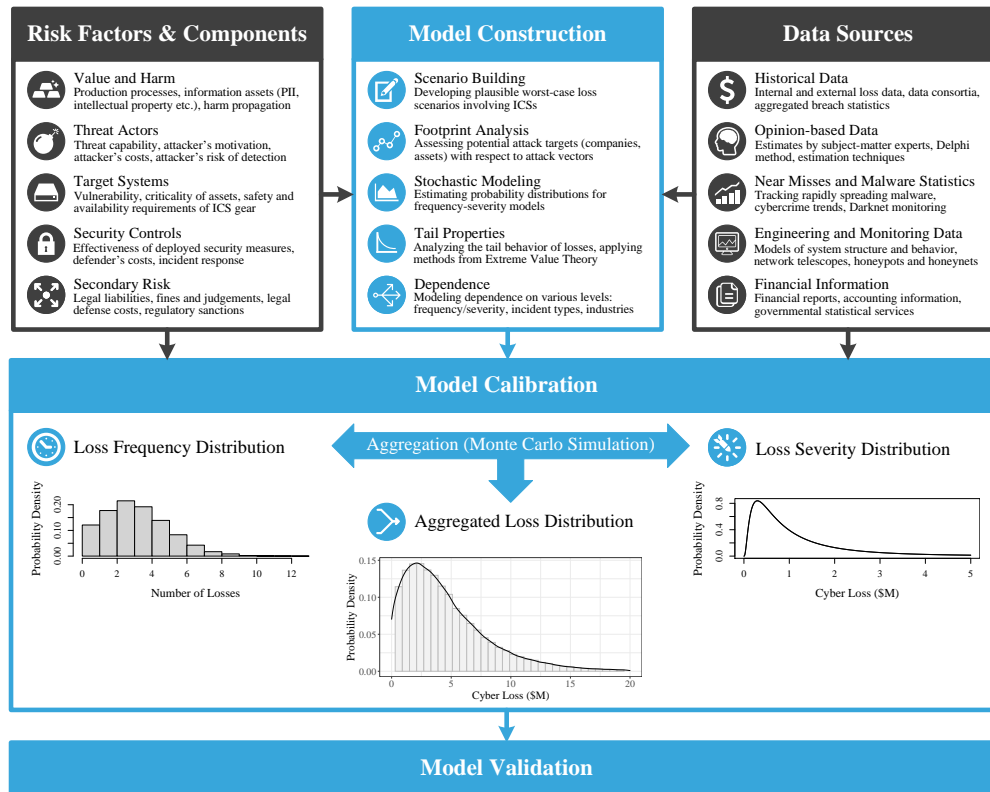 Risk Factors & Components
Value and Harm
Production processes, information assets (PII,
intellectual property etc.), harm propagation
Threat Actors
Threat capability, attacker's motivation,
attacker's costs, attacker's risk of detection
Target Systems
Vulnerability, criticality of assets, safety and
availability requirements of ICS gear
Security Controls
Effectiveness of deployed security measures,
defender's costs, incident response
Secondary Risk
Legal liabilities, fines and judgements, legal
defense costs, regulatory sanctions
Model Construction
Scenario Building
Developing plausible worst-case loss
scenarios involving ICSs
Footprint Analysis
Assessing potential attack targets (companies,
assets) with respect to attack vectors
Stochastic Modeling
Estimating probability distributions for
frequency-severity models
Tail Properties
Analyzing the tail behavior of losses, applying
methods from Extreme Value Theory
Dependence
Modeling dependence on various levels:
frequency/severity, incident types, industries
Data Sources
Historical Data
Internal and external loss data, data consortia,
aggregated breach statistics
Opinion-based Data
Estimates by subject-matter experts, Delphi
method, estimation techniques
Near Misses and Malware Statistics
Tracking rapidly spreading malware,
cybercrime trends, Darknet monitoring
Engineering and Monitoring Data
Models of system structure and behavior,
network telescopes, honeypots and honeynets
Financial Information
Financial reports, accounting information,
governmental statistical services
Model Calibration
Loss Frequency Distribution
Probability Density
0.20
0.10
0.00
0 2 4 6 8 10 12
Number of Losses
Aggregation (Monte Carlo Simulation)
Aggregated Loss Distribution
Probability Density
0.15
0.10
0.05
0.00
0 5 10 15 20
Cyber Loss ($M)
Loss Severity Distribution
Probability Density
0.8
0.4
0.0
0 1 2 3 4 5
Cyber Loss ($M)
Model Validation